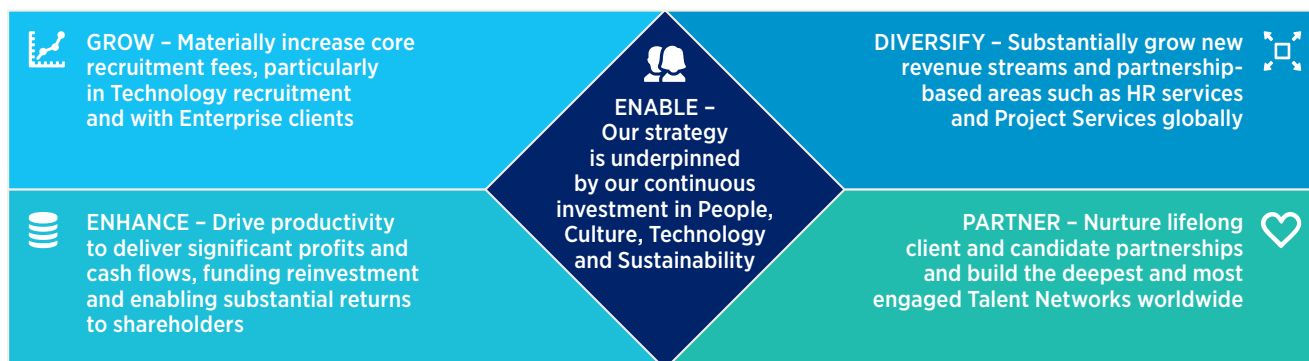 GROW – Materially increase core
recruitment fees, particularly
in Technology recruitment
and with Enterprise clients
ENABLE –
Our strategy
is underpinned
by our continuous
investment in People,
Culture, Technology
and Sustainability
DIVERSIFY – Substantially grow new
revenue streams and partnership-
based areas such as HR services
and Project Services globally
ENHANCE – Drive productivity
to deliver significant profits and
cash flows, funding reinvestment
and enabling substantial returns
to shareholders
PARTNER – Nurture lifelong
client and candidate partnerships
and build the deepest and most
engaged Talent Networks worldwide